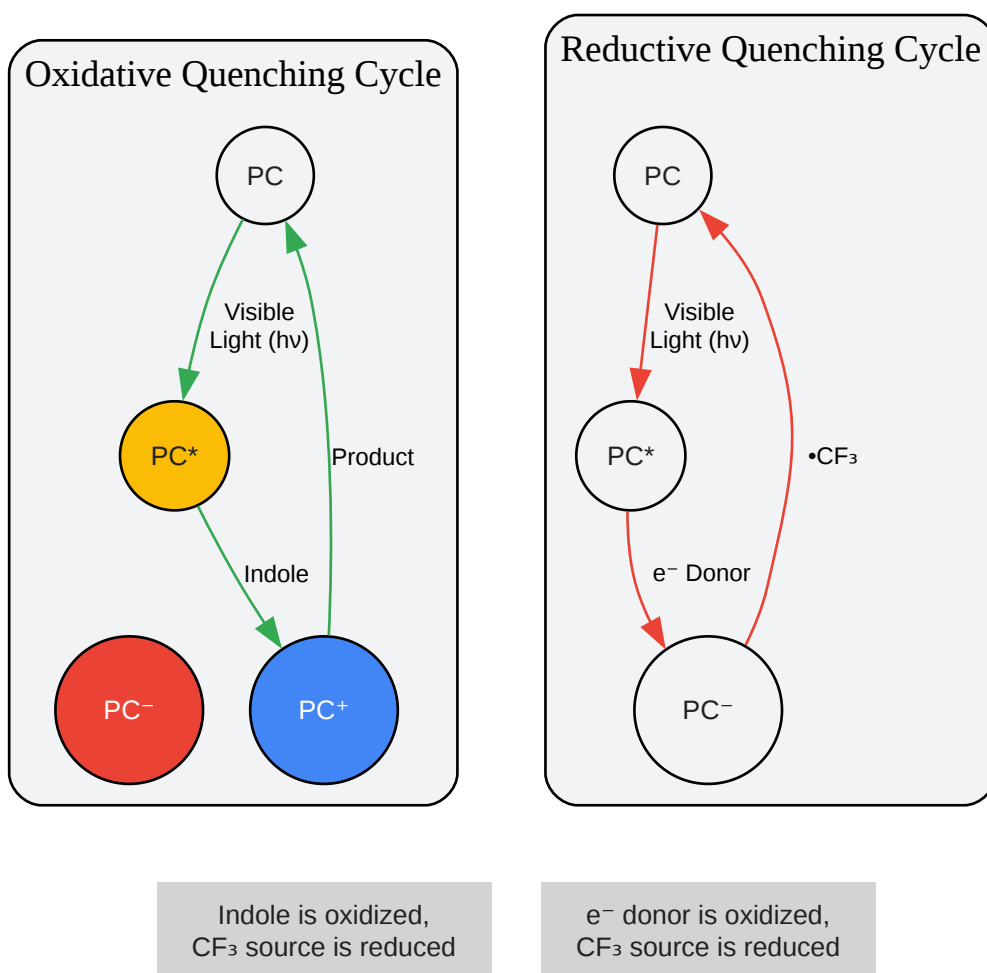 Oxidative Quenching Cycle
PC
Visible
Light (hν)
PC*
Product
Indole
PC⁻
PC⁺
Reductive Quenching Cycle
PC
Visible
Light (hν)
PC*
•CF₃
e⁻ Donor
PC⁻
Indole is oxidized,
CF₃ source is reduced
e⁻ donor is oxidized,
CF₃ source is reduced